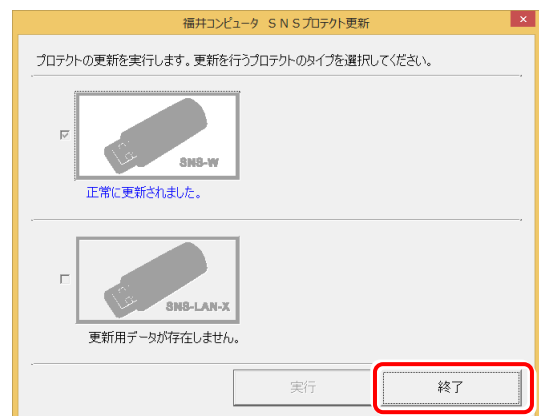 福井コンピュータ SNSプロテクト更新
プロテクトの更新を実行します。更新を行うプロテクトのタイプを選択してください。
SNS-W
正常に更新されました。
SNS-LAN-X
更新用データが存在しません。
実行
終了